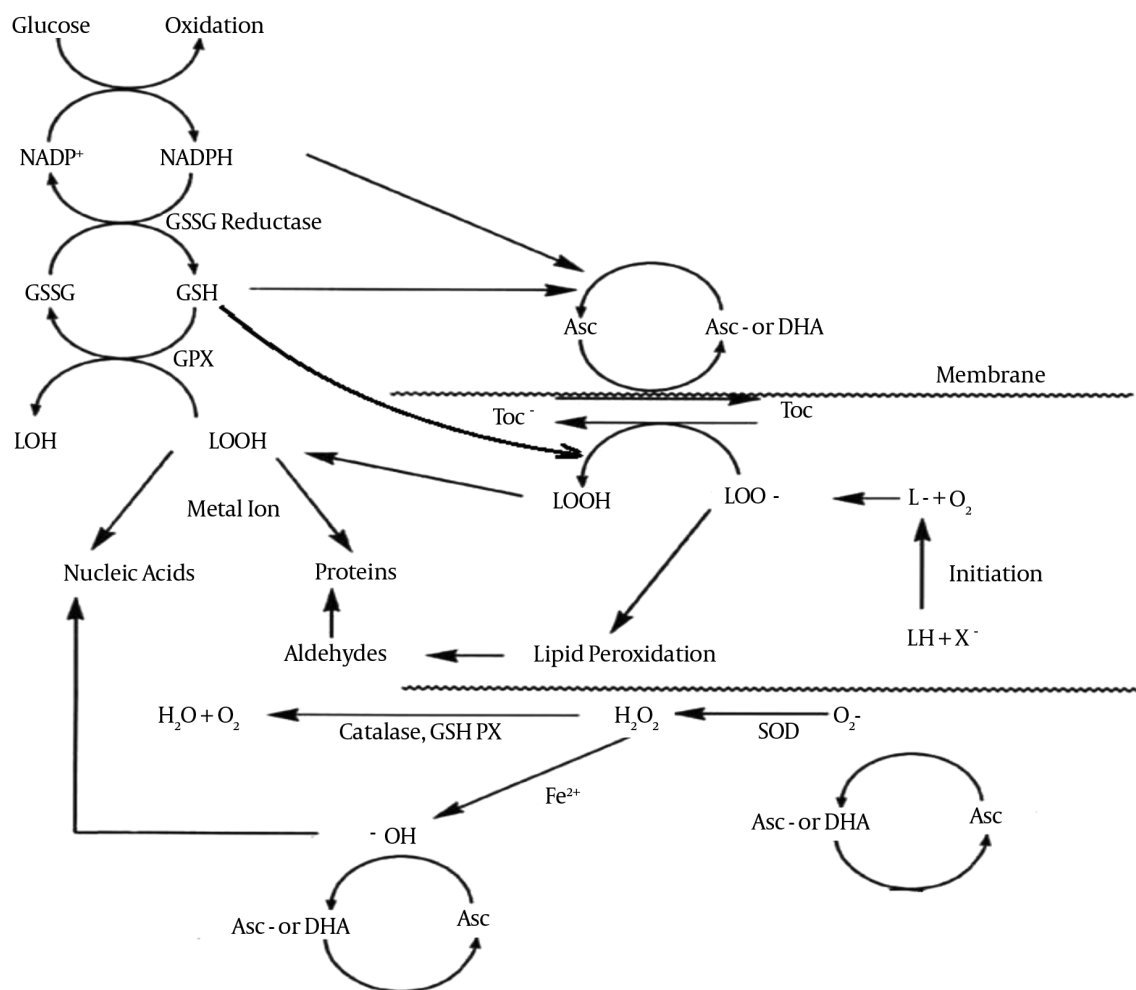 Glucose
Oxidation
NADP⁺
NADPH
GSSG Reductase
GSSG
GSH
Asc
Asc - or DHA
GPX
Membrane
Toc ⁻
Toc
LOH
LOOH
LOOH
LOO -
L - + O₂
Metal Ion
Nucleic Acids
Proteins
Initiation
Aldehydes
Lipid Peroxidation
LH + X ⁻
H₂O + O₂
Catalase, GSH PX
H₂O₂
SOD
O₂-
Fe²⁺
⁻ OH
Asc - or DHA
Asc
Asc - or DHA
Asc